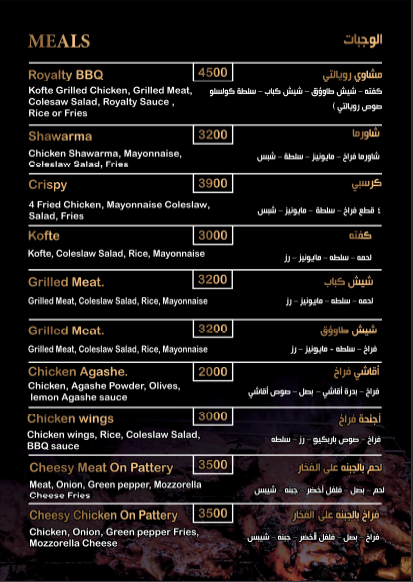 MEALS الوجبات
Royalty BBQ 4500 مشاوي رويالتي
Kofte Grilled Chicken, Grilled Meat, كفته – شيش طاووق – شيش كباب – سلطة كولسلو
Colesaw Salad, Royalty Sauce , صوص رويالتي )
Rice or Fries
Shawarma 3200 شاورما
Chicken Shawarma, Mayonnaise, شاورما فراخ – مايونيز – سلطة – شبس
Coleslaw Salad, Fries
Crispy 3900 كرسبي
4 Fried Chicken, Mayonnaise Coleslaw, ٤ قطع فراخ – سلطة – مايونيز – شبس
Salad, Fries
Kofte 3000 كفته
Kofte, Coleslaw Salad, Rice, Mayonnaise لحمه – سلطه – مايونيز – رز
Grilled Meat. 3200 شيش كباب
Grilled Meat, Coleslaw Salad, Rice, Mayonnaise لحمه – سلطه – مايونيز – رز
Grilled Meat. 3200 شيش طاووق
Grilled Meat, Coleslaw Salad, Rice, Mayonnaise فراخ – سلطه – مايونيز – رز
Chicken Agashe. 2000 أقاشي فراخ
Chicken, Agashe Powder, Olives, فراخ – بدرة أقاشي – بصل – صوص أقاشي
lemon Agashe sauce
Chicken wings 3000 أجنحة فراخ
Chicken wings, Rice, Coleslaw Salad, فراخ – صوص باربكيو – رز – سلطه
BBQ sauce
Cheesy Meat On Pattery 3500 لحم بالجبنه على الفخار
Meat, Onion, Green pepper, Mozzorella لحم – بصل – فلفل أخضر – جبنه – شيبس
Cheese Fries
Cheesy Chicken On Pattery 3500 فراخ بالجبنه على الفخار
Chicken, Onion, Green pepper Fries, فراخ – بصل – فلفل أخضر – جبنه – شيبس
Mozzorella Cheese